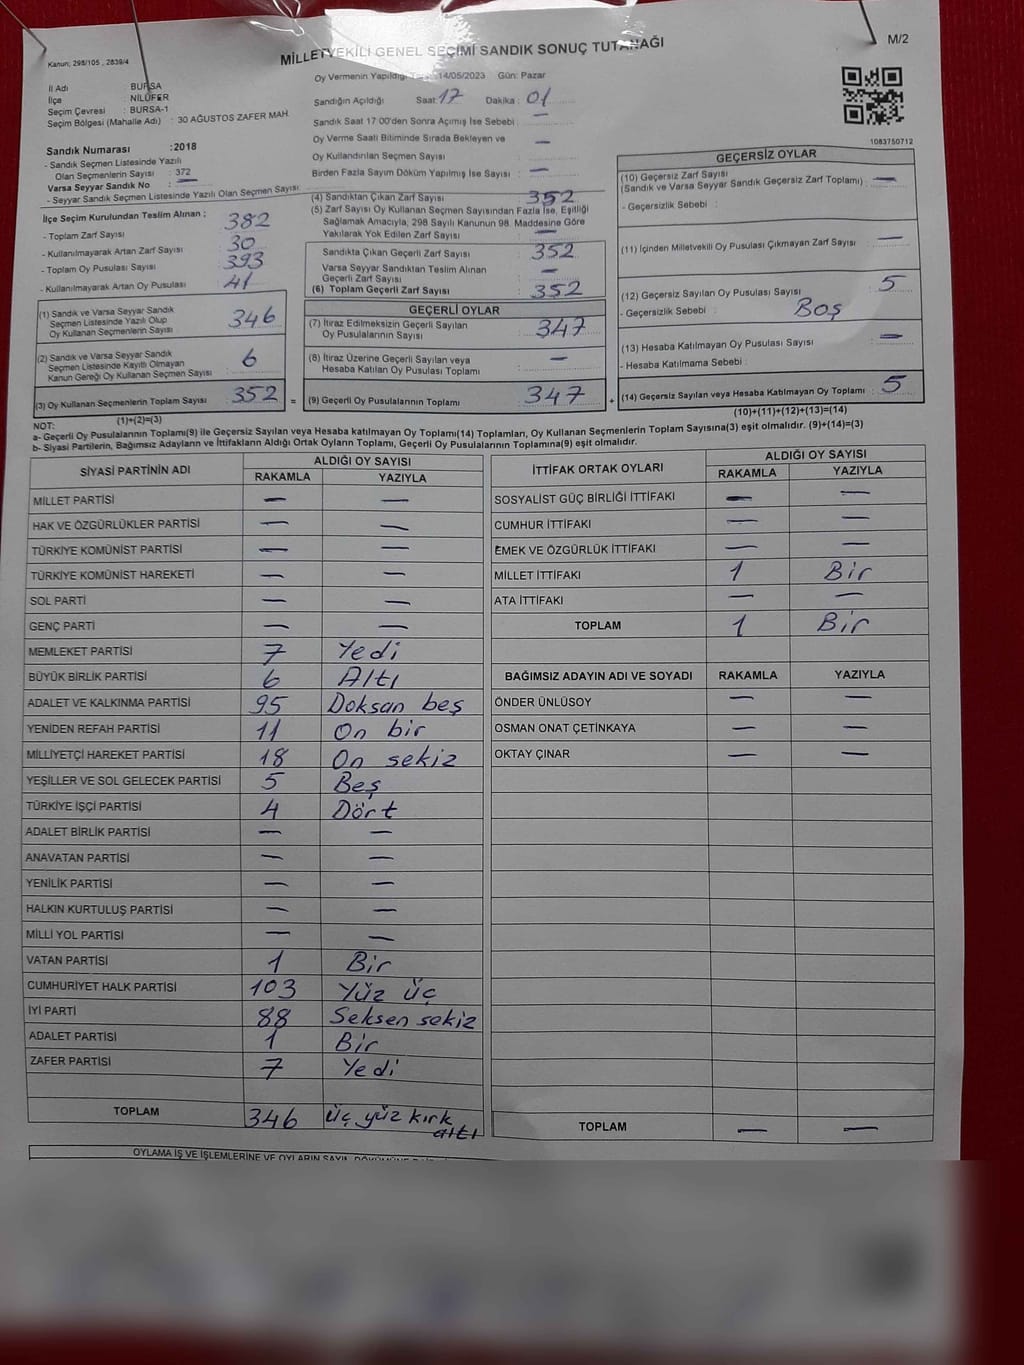 Kanun; 298/105 , 2839/4
MİLLETVEKİLİ GENEL SEÇİMİ SANDIK SONUÇ TUTANAĞI
M/2
İl Adı : BURSA
İlçe : NİLÜFER
Seçim Çevresi : BURSA-1
Seçim Bölgesi (Mahalle Adı) : 30 AĞUSTOS ZAFER MAH.
Sandık Numarası :2018
- Sandık Seçmen Listesinde Yazılı
Olan Seçmenlerin Sayısı : 372
Varsa Seyyar Sandık No : —
- Seyyar Sandık Seçmen Listesinde Yazılı Olan Seçmen Sayısı
İlçe Seçim Kurulundan Teslim Alınan ;
- Toplam Zarf Sayısı : 382
- Kullanılmayarak Artan Zarf Sayısı : 30
- Toplam Oy Pusulası Sayısı : 393
- Kullanılmayarak Artan Oy Pusulası : 41
(1) Sandık ve Varsa Seyyar Sandık
Seçmen Listesinde Yazılı Olup
Oy Kullanan Seçmenlerin Sayısı : 346
(2) Sandık ve Varsa Seyyar Sandık
Seçmen Listesinde Kayıtlı Olmayan
Kanun Gereği Oy Kullanan Seçmen Sayısı : 6
(3) Oy Kullanan Seçmenlerin Toplam Sayısı : 352
(1)+(2)=(3)
Oy Vermenin Yapıldığı 14/05/2023 Gün: Pazar
Sandığın Açıldığı Saat: 17 Dakika : 01
Sandık Saat 17:00'den Sonra Açımış İse Sebebi : —
Oy Verme Saati Bitiminde Sırada Bekleyen ve
Oy Kullandırılan Seçmen Sayısı : —
Birden Fazla Sayım Döküm Yapılmış İse Sayısı : —
(4) Sandıktan Çıkan Zarf Sayısı : 352
(5) Zarf Sayısı Oy Kullanan Seçmen Sayısından Fazla İse, Eşitliği
Sağlamak Amacıyla; 298 Sayılı Kanunun 98. Maddesine Göre
Yakılarak Yok Edilen Zarf Sayısı : —
Sandıkta Çıkan Geçerli Zarf Sayısı : 352
Varsa Seyyar Sandıktan Teslim Alınan
Geçerli Zarf Sayısı : —
(6) Toplam Geçerli Zarf Sayısı : 352
GEÇERLİ OYLAR
(7) İtiraz Edilmeksizin Geçerli Sayılan
Oy Pusulalarının Sayısı : 347
(8) İtiraz Üzerine Geçerli Sayılan veya
Hesaba Katılan Oy Pusulası Toplamı : —
= (9) Geçerli Oy Pusulalarının Toplamı : 347 +
1083750712
GEÇERSİZ OYLAR
(10) Geçersiz Zarf Sayısı
(Sandık ve Varsa Seyyar Sandık Geçersiz Zarf Toplamı) : —
- Geçersizlik Sebebi :
(11) İçinden Milletvekili Oy Pusulası Çıkmayan Zarf Sayısı : —
(12) Geçersiz Sayılan Oy Pusulası Sayısı : 5
- Geçersizlik Sebebi : Boş
(13) Hesaba Katılmayan Oy Pusulası Sayısı : —
- Hesaba Katılmama Sebebi :
(14) Geçersiz Sayılan veya Hesaba Katılmayan Oy Toplamı : 5
(10)+(11)+(12)+(13)=(14)
NOT:
a- Geçerli Oy Pusulalarının Toplamı(9) ile Geçersiz Sayılan veya Hesaba Katılmayan Oy Toplamı(14) Toplamları, Oy Kullanan Seçmenlerin Toplam Sayısına(3) eşit olmalıdır. (9)+(14)=(3)
b- Siyasi Partilerin, Bağımsız Adayların ve İttifakların Aldığı Ortak Oyların Toplamı, Geçerli Oy Pusulalarının Toplamına(9) eşit olmalıdır.
SİYASİ PARTİNİN ADI ALDIĞI OY SAYISI
RAKAMLA YAZIYLA
MİLLET PARTİSİ — —
HAK VE ÖZGÜRLÜKLER PARTİSİ — —
TÜRKİYE KOMÜNİST PARTİSİ — —
TÜRKİYE KOMÜNİST HAREKETİ — —
SOL PARTİ — —
GENÇ PARTİ — —
MEMLEKET PARTİSİ 7 Yedi
BÜYÜK BİRLİK PARTİSİ 6 Altı
ADALET VE KALKINMA PARTİSİ 95 Doksan beş
YENİDEN REFAH PARTİSİ 11 On bir
MİLLİYETÇİ HAREKET PARTİSİ 18 On sekiz
YEŞİLLER VE SOL GELECEK PARTİSİ 5 Beş
TÜRKİYE İŞÇİ PARTİSİ 4 Dört
ADALET BİRLİK PARTİSİ — —
ANAVATAN PARTİSİ — —
YENİLİK PARTİSİ — —
HALKIN KURTULUŞ PARTİSİ — —
MİLLİ YOL PARTİSİ — —
VATAN PARTİSİ 1 Bir
CUMHURİYET HALK PARTİSİ 103 Yüz üç
İYİ PARTİ 88 Seksen sekiz
ADALET PARTİSİ 1 Bir
ZAFER PARTİSİ 7 Yedi
TOPLAM 346 üç yüz kırk
altı
İTTİFAK ORTAK OYLARI ALDIĞI OY SAYISI
RAKAMLA YAZIYLA
SOSYALİST GÜÇ BİRLİĞİ İTTİFAKI — —
CUMHUR İTTİFAKI — —
EMEK VE ÖZGÜRLÜK İTTİFAKI — —
MİLLET İTTİFAKI 1 Bir
ATA İTTİFAKI — —
TOPLAM 1 Bir
BAĞIMSIZ ADAYIN ADI VE SOYADI RAKAMLA YAZIYLA
ÖNDER ÜNLÜSOY — —
OSMAN ONAT ÇETİNKAYA — —
OKTAY ÇINAR — —
TOPLAM — —
OYLAMA İŞ VE İŞLEMLERİNE VE OYLARIN SAYIM